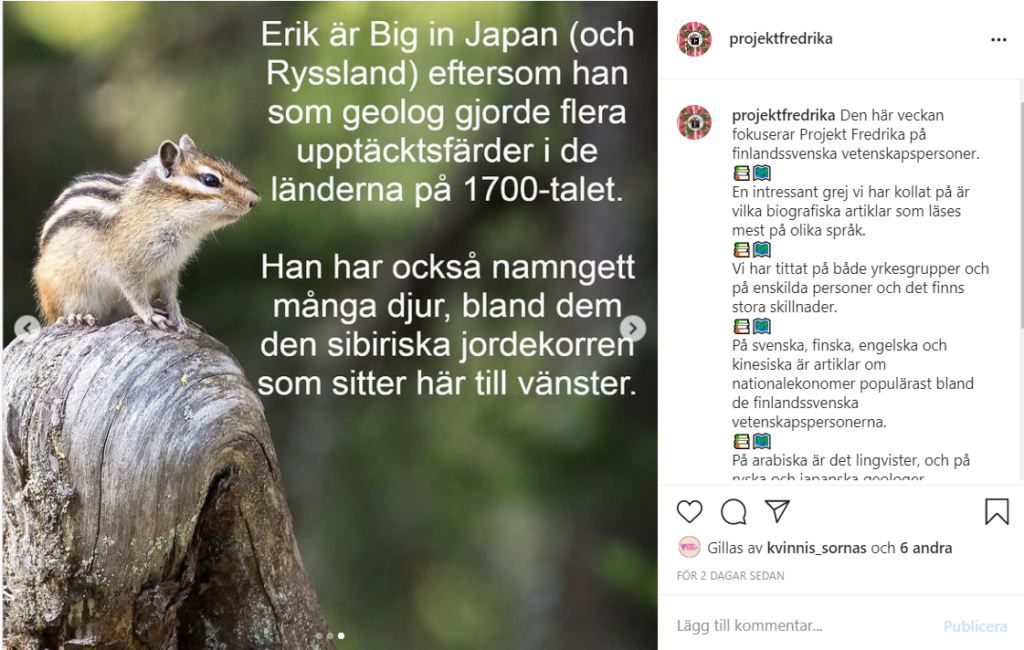 Erik är Big in Japan (och
Ryssland) eftersom han
som geolog gjorde flera
upptäcktsfärder i de
länderna på 1700-talet.
Han har också namngett
många djur, bland dem
den sibiriska jordekorren
som sitter här till vänster.
projektfredrika
projektfredrika Den här veckan
fokuserar Projekt Fredrika på
finlandssvenska vetenskapspersoner.
En intressant grej vi har kollat på är
vilka biografiska artiklar som läses
mest på olika språk.
Vi har tittat på både yrkesgrupper och
på enskilda personer och det finns
stora skillnader.
På svenska, finska, engelska och
kinesiska är artiklar om
nationalekonomer populärast bland
de finlandssvenska
vetenskapspersonerna.
På arabiska är det lingvister, och på
ryska och japanska geologer
Gillas av kvinnis_sornas och 6 andra
FÖR 2 DAGAR SEDAN
Lägg till kommentar...
Publicera